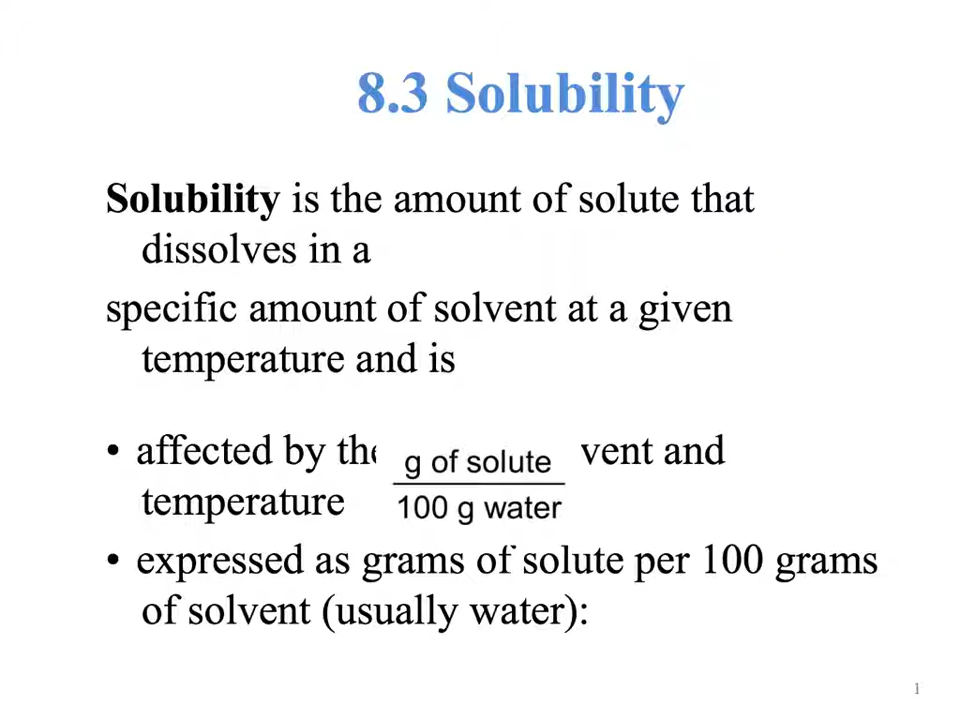 8.3 Solubility
Solubility is the amount of solute that
dissolves in a
specific amount of solvent at a given
temperature and is
• affected by the vent and
g of solute
100 g water
temperature
• expressed as grams of solute per 100 grams
of solvent (usually water):
1